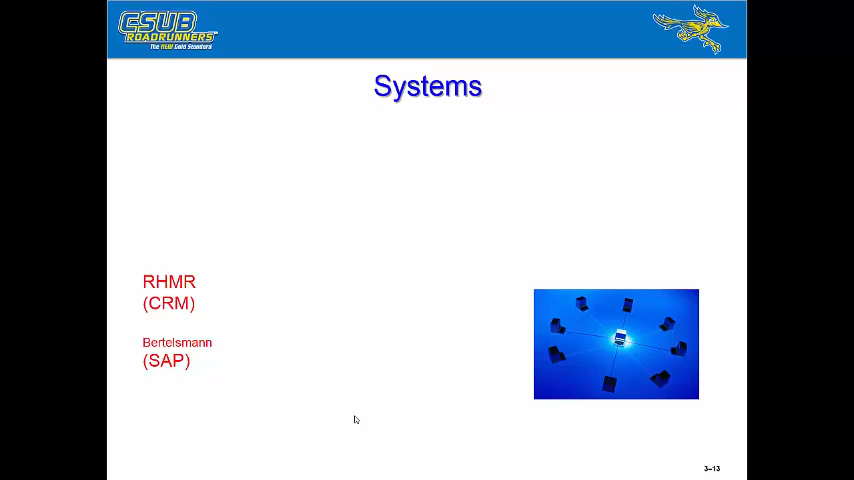 CSUB
ROADRUNNERS
The NEW Gold Standard
Systems
RHMR
(CRM)
Bertelsmann
(SAP)
3–13